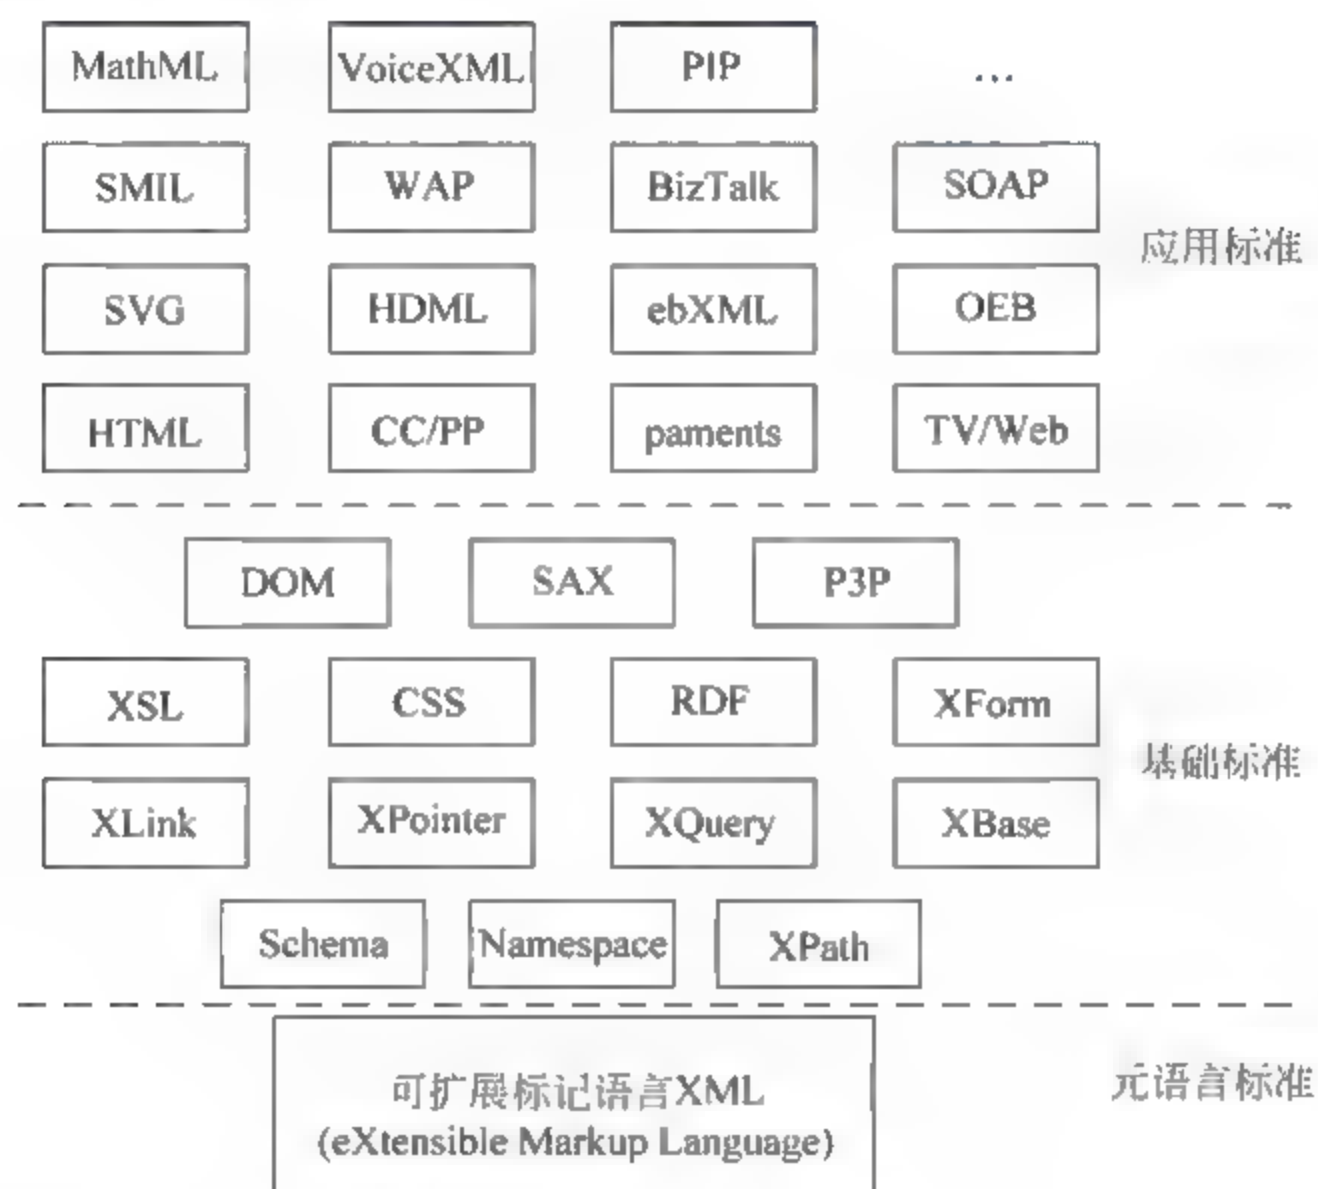 MathML VoiceXML PIP ...
SMIL WAP BizTalk SOAP
应用标准
SVG HDML ebXML OEB
HTML CC/PP paments TV/Web
DOM SAX P3P
XSL CSS RDF XForm
基础标准
XLink XPointer XQuery XBase
Schema Namespace XPath
元语言标准
可扩展标记语言XML
(eXtensible Markup Language)